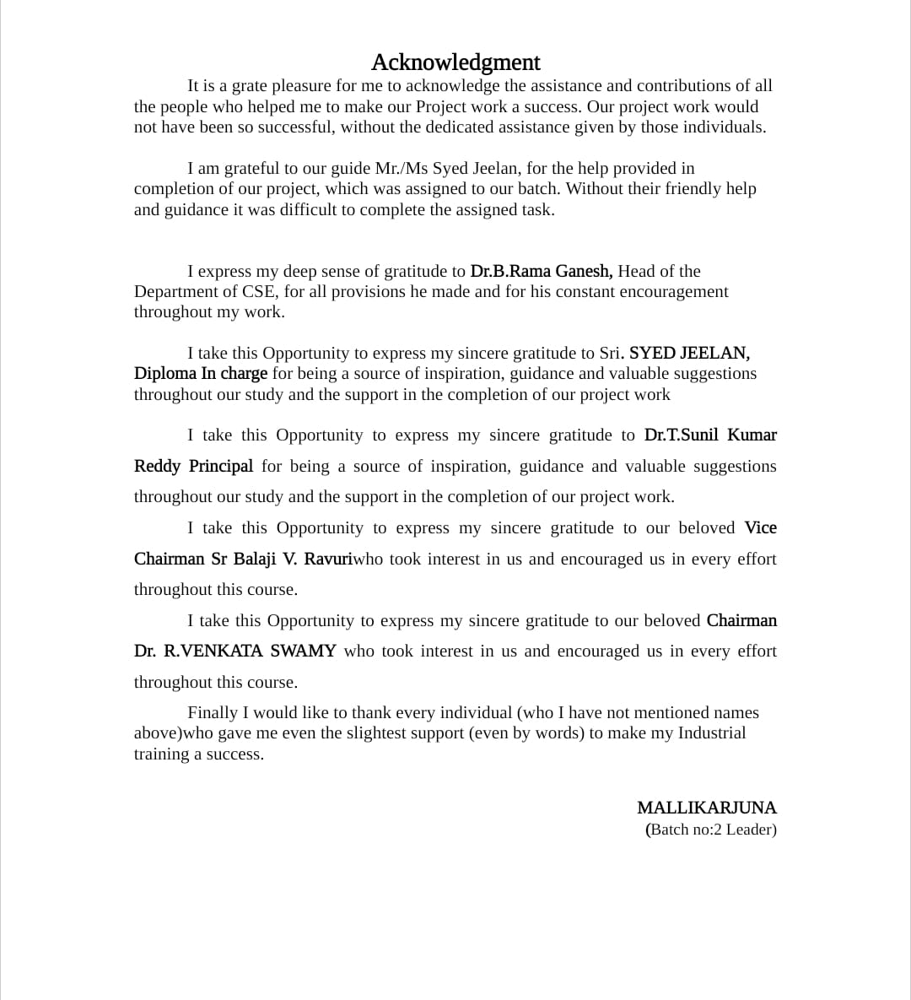 Acknowledgment
It is a grate pleasure for me to acknowledge the assistance and contributions of all
the people who helped me to make our Project work a success. Our project work would
not have been so successful, without the dedicated assistance given by those individuals.
I am grateful to our guide Mr./Ms Syed Jeelan, for the help provided in
completion of our project, which was assigned to our batch. Without their friendly help
and guidance it was difficult to complete the assigned task.
I express my deep sense of gratitude to Dr.B.Rama Ganesh, Head of the
Department of CSE, for all provisions he made and for his constant encouragement
throughout my work.
I take this Opportunity to express my sincere gratitude to Sri. SYED JEELAN,
Diploma In charge for being a source of inspiration, guidance and valuable suggestions
throughout our study and the support in the completion of our project work
I take this Opportunity to express my sincere gratitude to Dr.T.Sunil Kumar
Reddy Principal for being a source of inspiration, guidance and valuable suggestions
throughout our study and the support in the completion of our project work.
I take this Opportunity to express my sincere gratitude to our beloved Vice
Chairman Sr Balaji V. Ravuriwho took interest in us and encouraged us in every effort
throughout this course.
I take this Opportunity to express my sincere gratitude to our beloved Chairman
Dr. R.VENKATA SWAMY who took interest in us and encouraged us in every effort
throughout this course.
Finally I would like to thank every individual (who I have not mentioned names
above)who gave me even the slightest support (even by words) to make my Industrial
training a success.
MALLIKARJUNA
(Batch no:2 Leader)